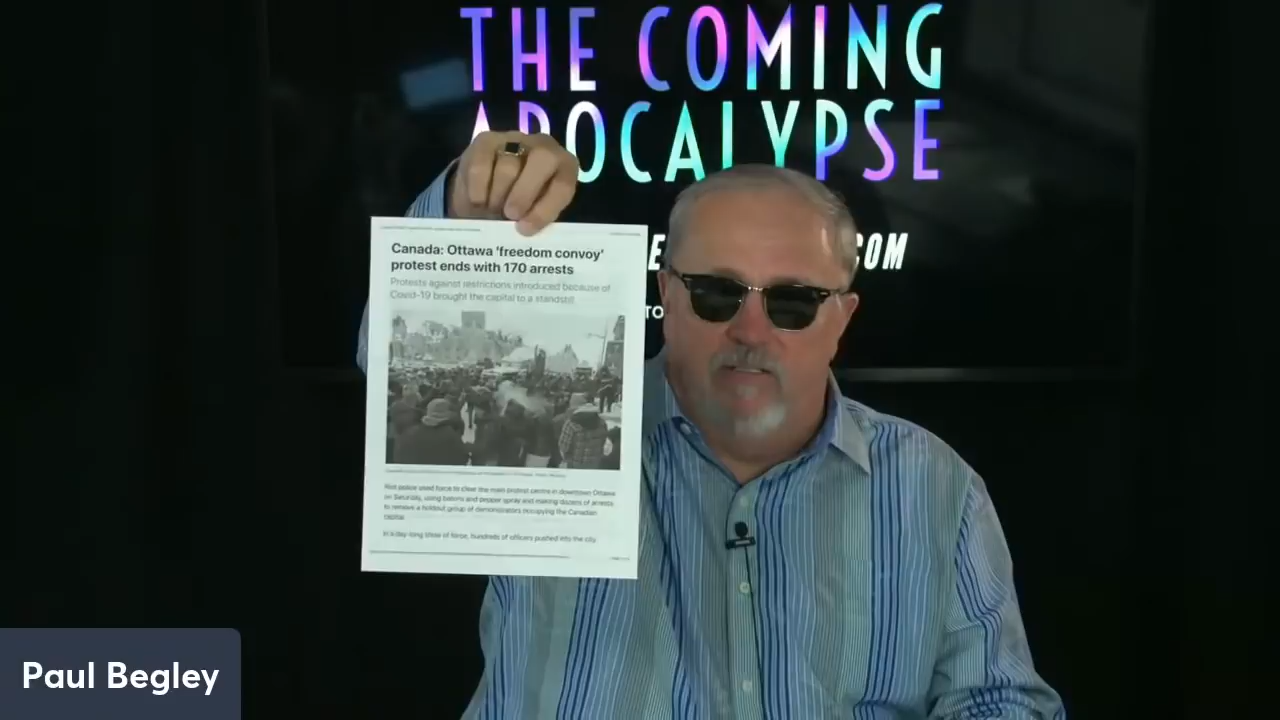 THE COMING
APOCALYPSE
COM
TO
Canada: Ottawa 'freedom convoy'
protest ends with 170 arrests
Protests against restrictions introduced because of
Covid-19 brought the capital to a standstill
Riot police used force to clear the main protest centre in downtown Ottawa
on Saturday, using batons and pepper spray and making dozens of arrests
to remove a holdout group of demonstrators occupying the Canadian
capital.
In a day-long show of force, hundreds of officers pushed into the city
Paul Begley